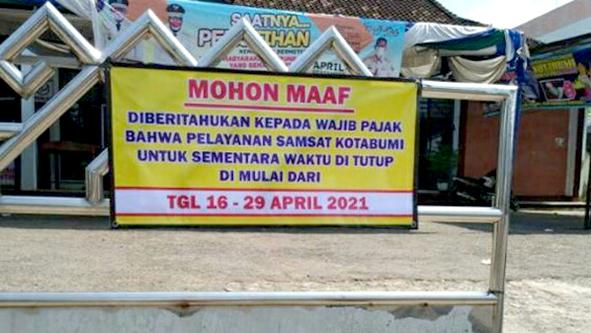 SAATNYA...
MOHON MAAF
DIBERITAHUKAN KEPADA WAJIB PAJAK
BAHWA PELAYANAN SAMSAT KOTABUMI
UNTUK SEMENTARA WAKTU DI TUTUP
DI MULAI DARI
TGL 16 - 29 APRIL 2021